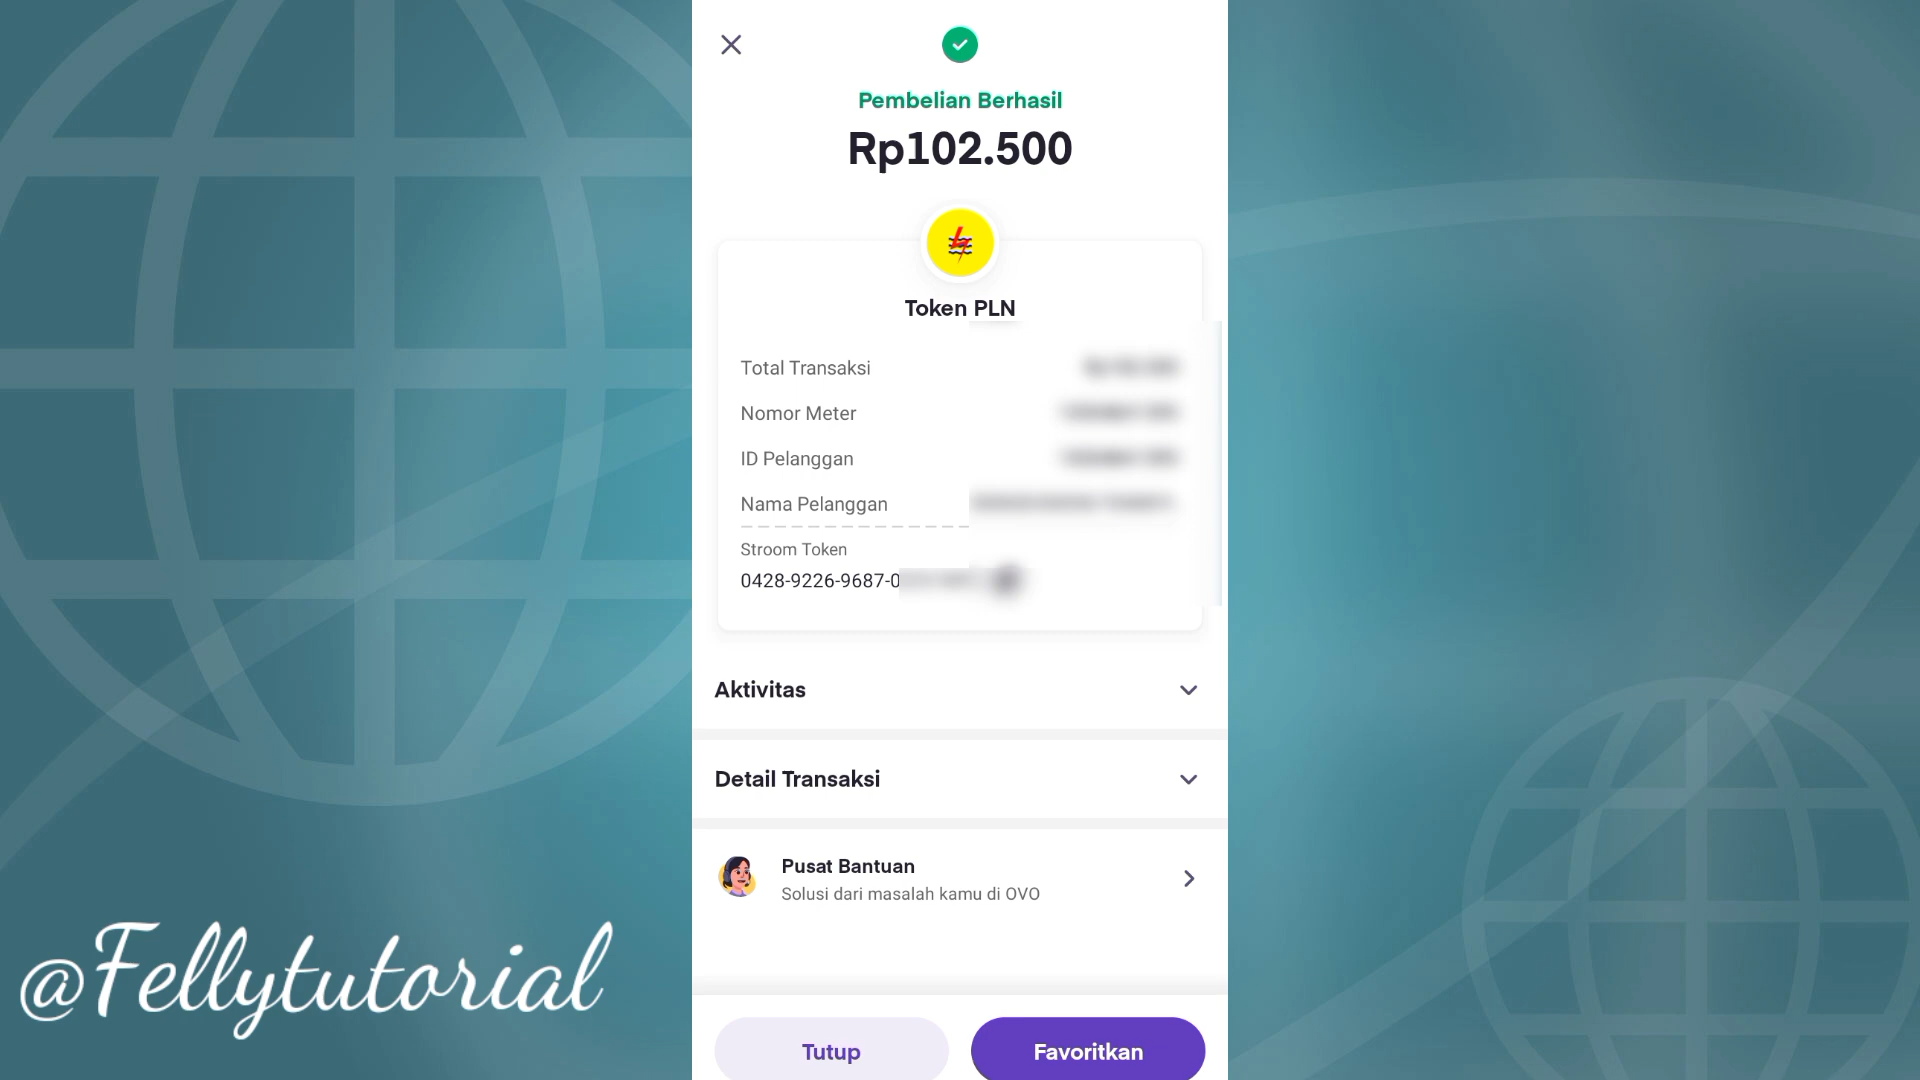 Pembelian Berhasil
Rp102.500
Token PLN
Total Transaksi
Nomor Meter
ID Pelanggan
Nama Pelanggan
Stroom Token
0428-9226-9687-0
Aktivitas
Detail Transaksi
Pusat Bantuan
Solusi dari masalah kamu di OVO
Tutup Favoritkan
@Fellytutorial